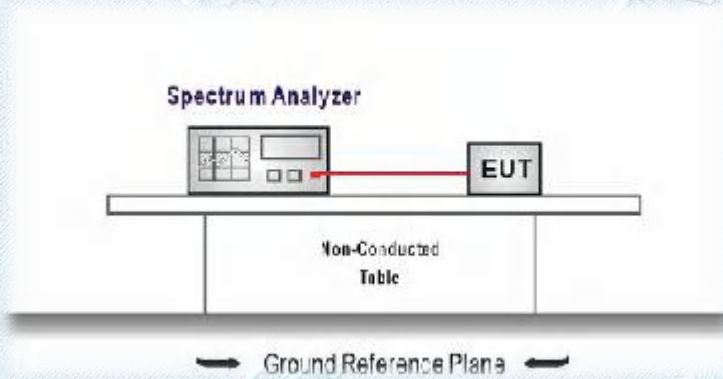 Spectrum Analyzer
EUT
Non-Conducted
Table
Ground Reference Plane